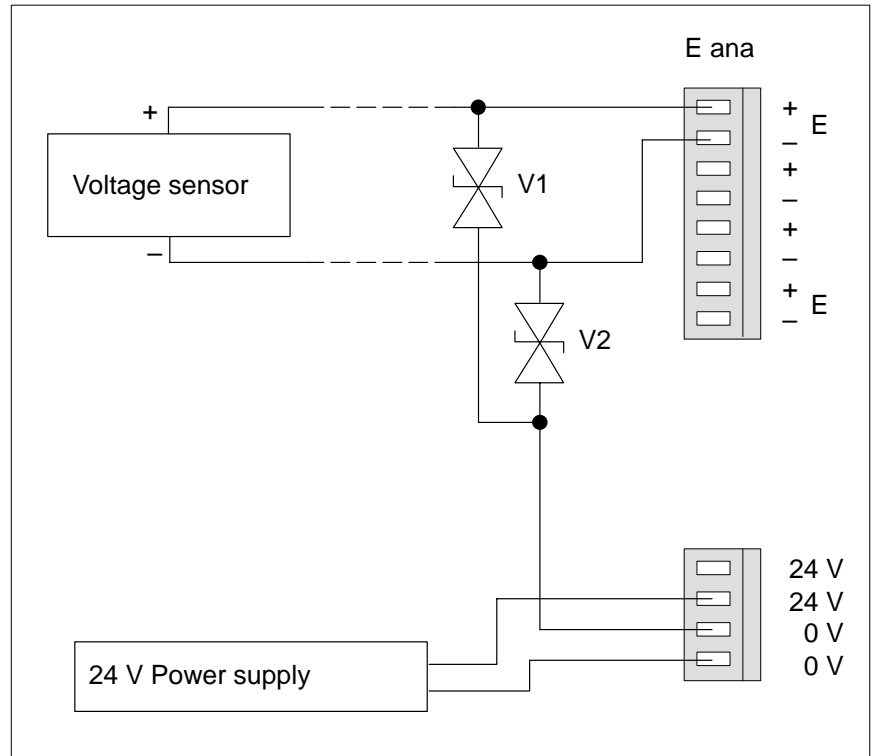 E ana
+
Voltage sensor
–
V1
V2
+
E
–
+
–
+
–
+
E
–
24 V
24 V
0 V
0 V
24 V Power supply